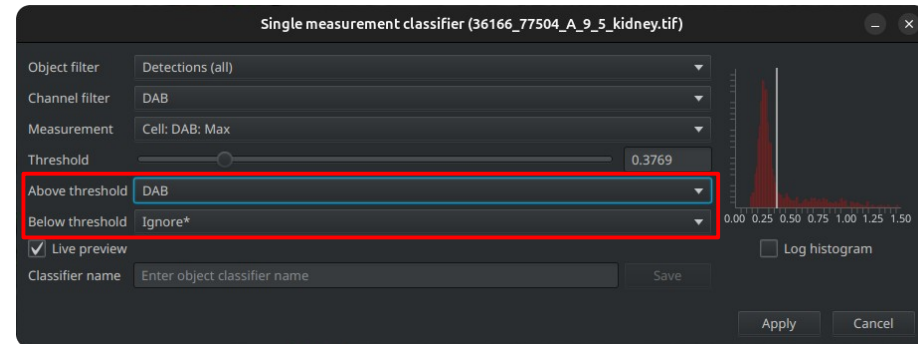 Single measurement classifier (36166_77504_A_9_5_kidney.tif)
Object filter Detections (all)
Channel filter DAB
Measurement Cell: DAB: Max
Threshold 0.3769
Above threshold DAB
Below threshold Ignore*
0.00 0.25 0.50 0.75 1.00 1.25 1.50
Live preview
Log histogram
Classifier name Enter object classifier name Save
Apply Cancel